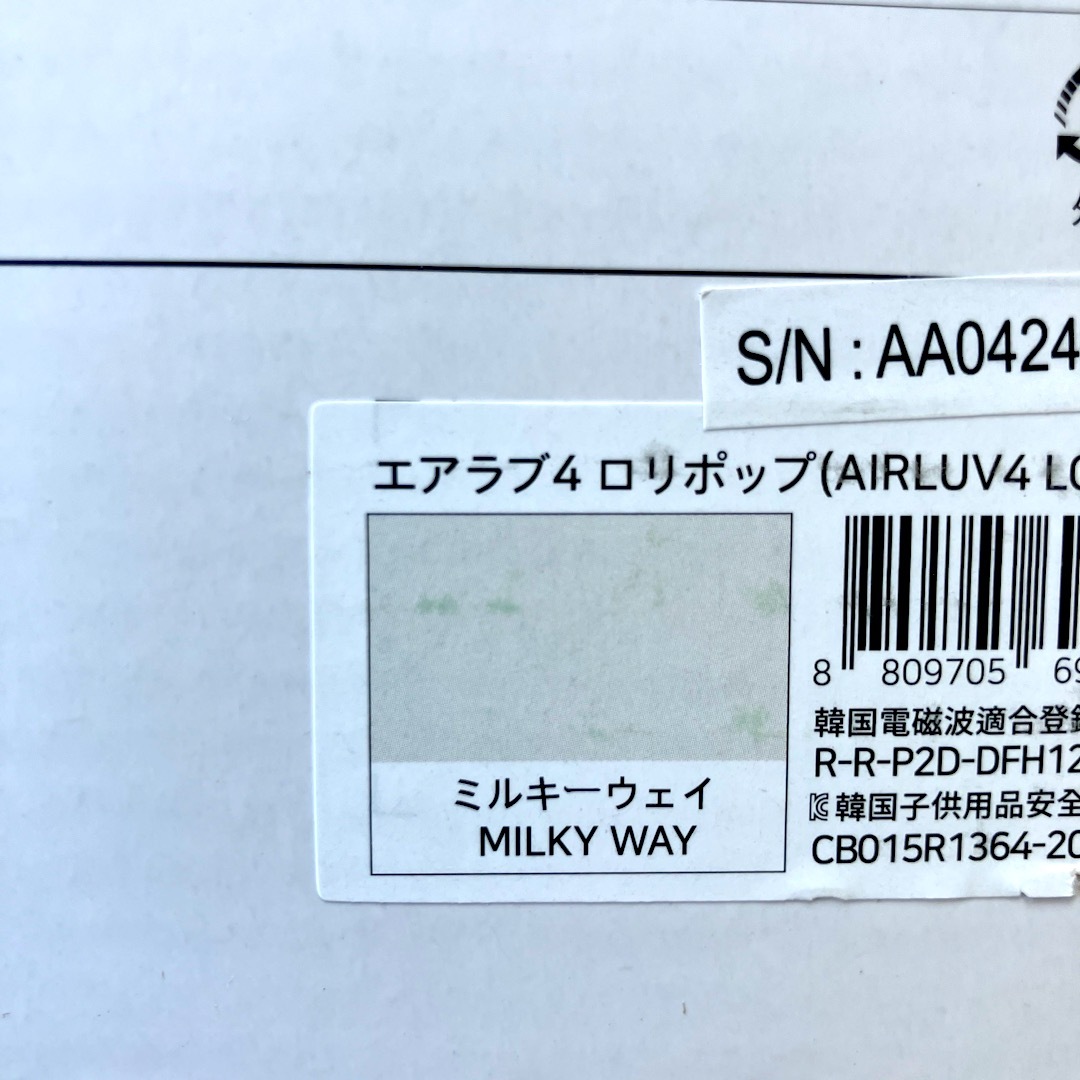 S/N : AA0424
エアラブ4 ロリポップ(AIRLUV4
8 809705 69
韓国電磁波適合登
R-R-P2D-DFH12
韓国子供用品安全
CB015R1364-20
ミルキーウェイ
MILKY WAY